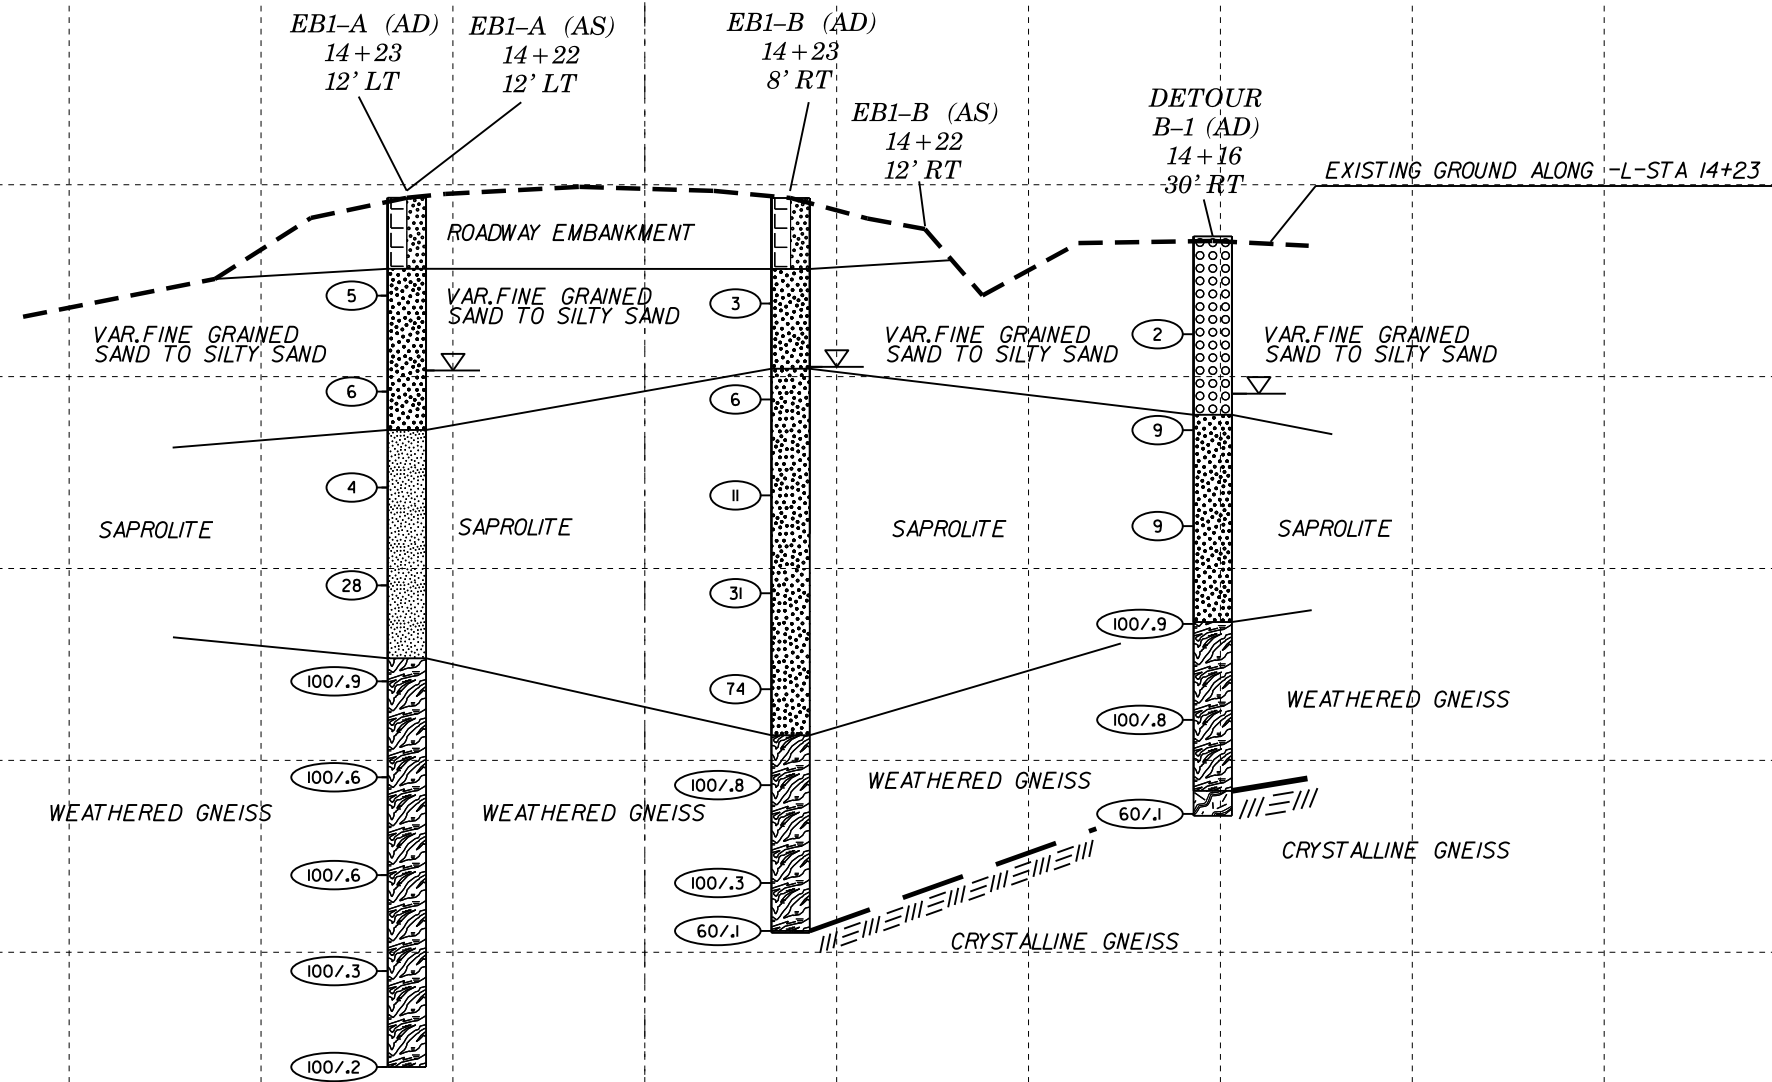 EB1–A (AD)
14+23
12' LT
EB1–A (AS)
14+22
12' LT
EB1–B (AD)
14+23
8' RT
EB1–B (AS)
14+22
12' RT
DETOUR
B–1 (AD)
14+16
30' RT
EXISTING GROUND ALONG -L-STA 14+23
ROADWAY EMBANKMENT
VAR.FINE GRAINED
SAND TO SILTY SAND
VAR.FINE GRAINED
SAND TO SILTY SAND
VAR.FINE GRAINED
SAND TO SILTY SAND
VAR.FINE GRAINED
SAND TO SILTY SAND
5
6
4
28
100/.9
100/.6
100/.6
100/.3
100/.2
3
6
11
31
74
100/.8
100/.3
60/.1
2
9
9
100/.9
100/.8
60/.1
SAPROLITE
SAPROLITE
SAPROLITE
SAPROLITE
WEATHERED GNEISS
WEATHERED GNEISS
WEATHERED GNEISS
WEATHERED GNEISS
CRYSTALLINE GNEISS
CRYSTALLINE GNEISS